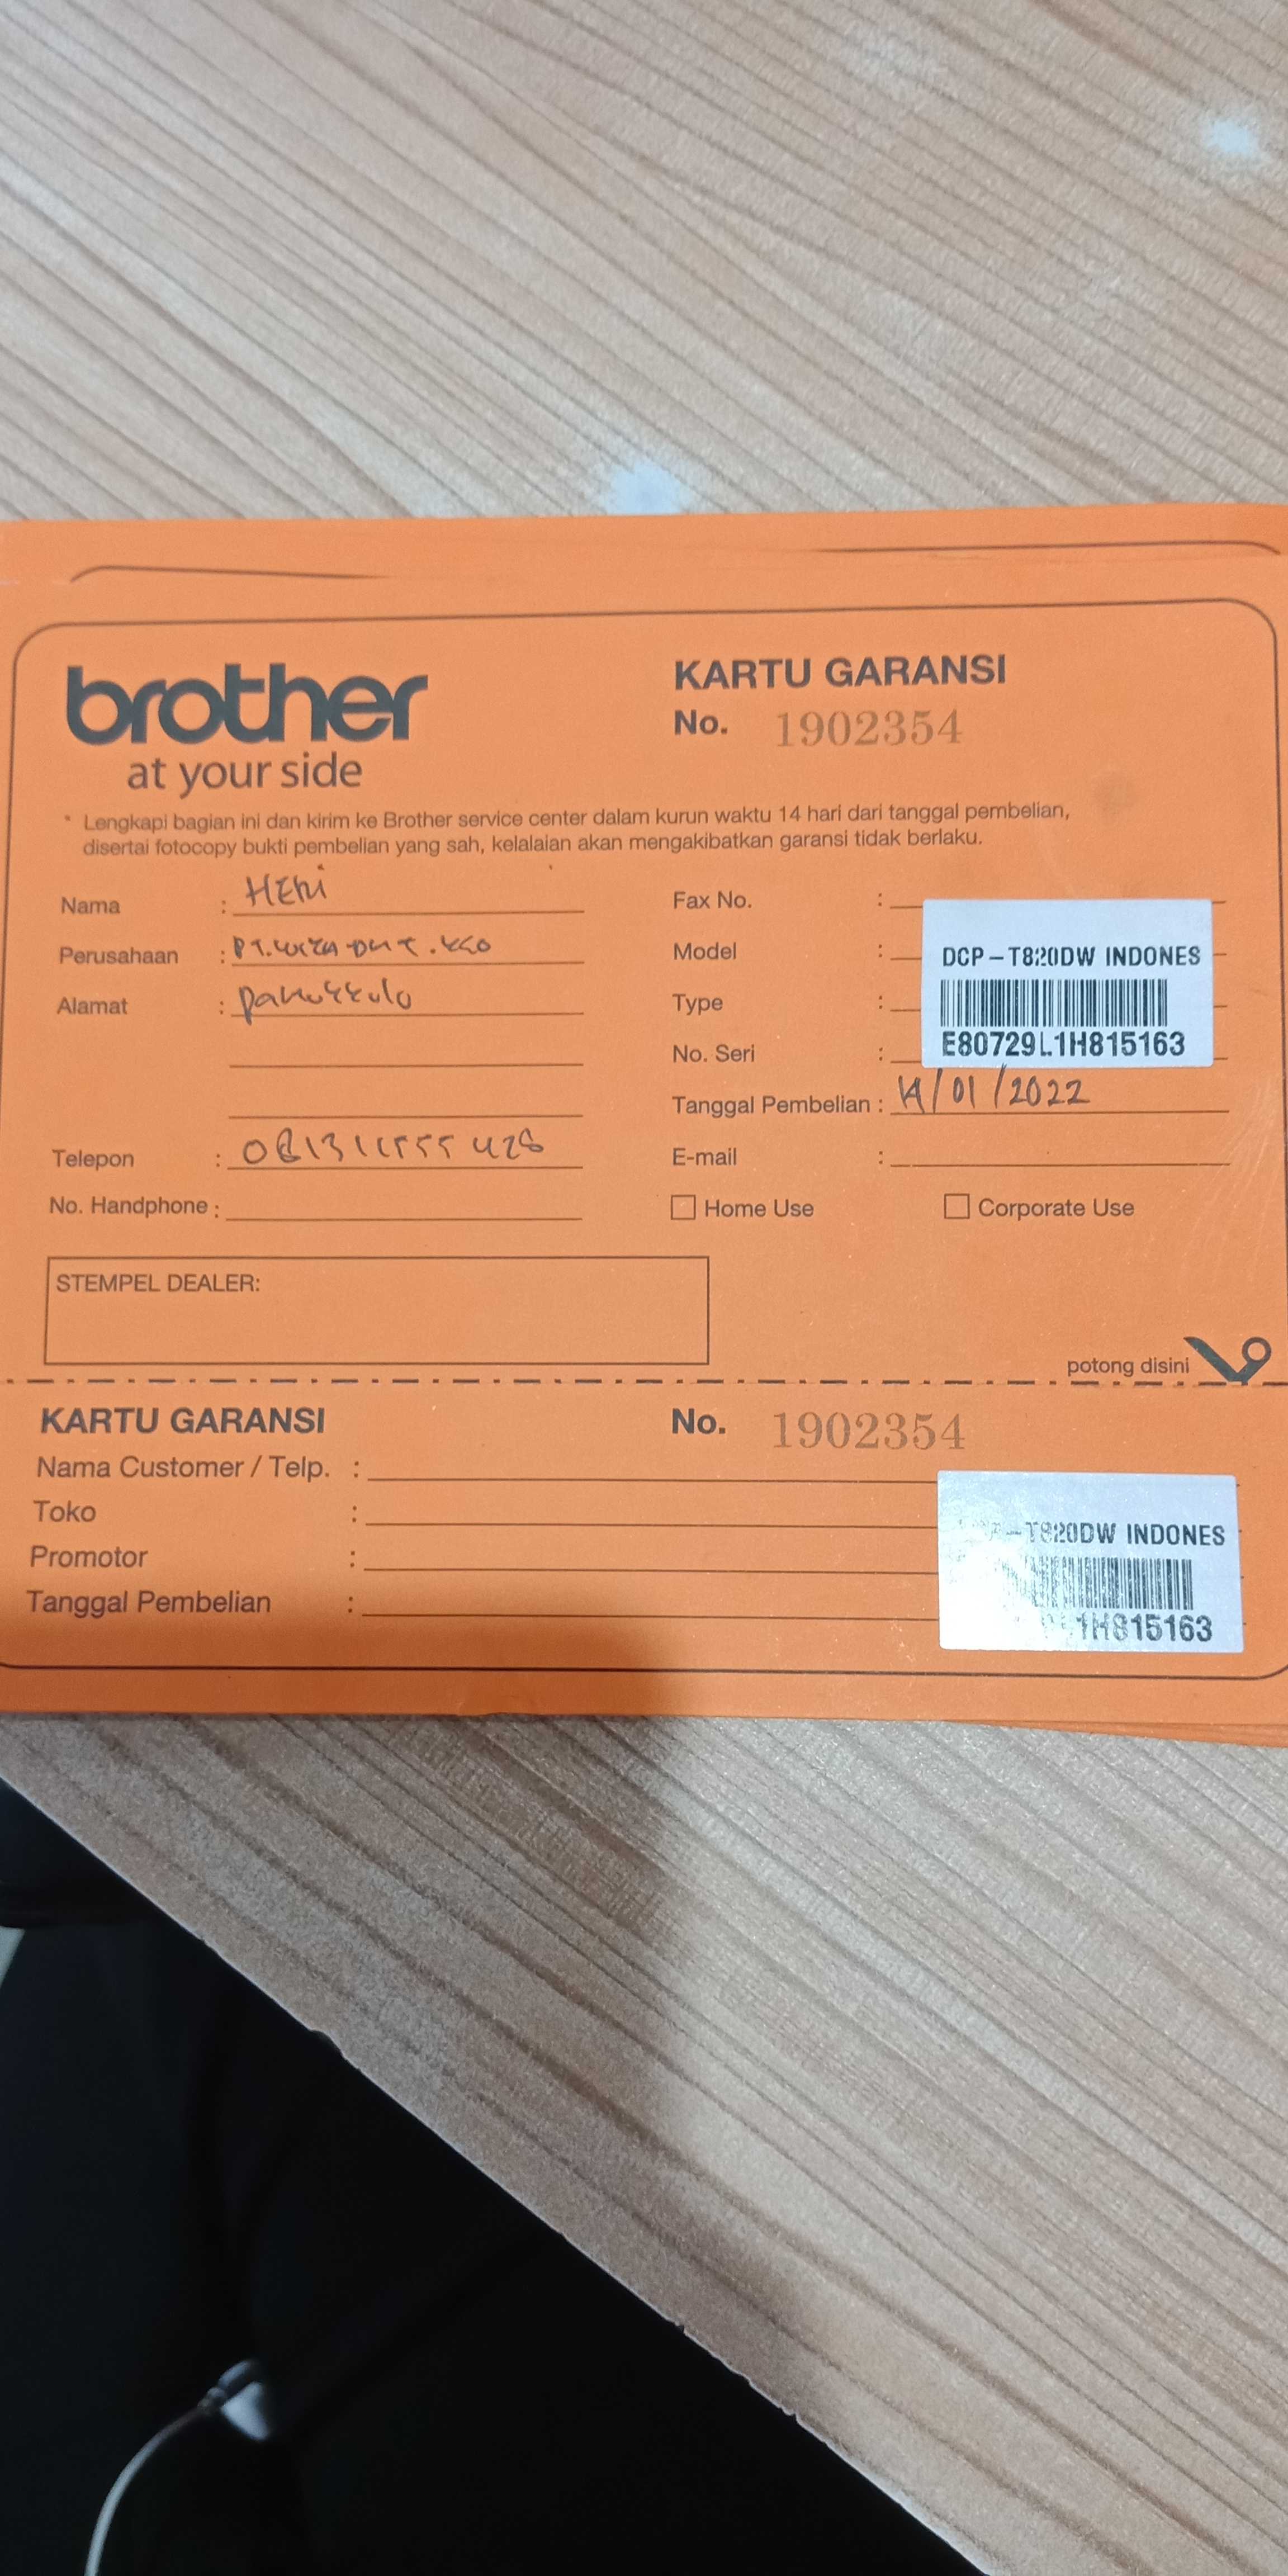 brother
at your side
KARTU GARANSI
No. 1902354
* Lengkapi bagian ini dan kirim ke Brother service center dalam kurun waktu 14 hari dari tanggal pembelian,
disertai fotocopy bukti pembelian yang sah, kelalaian akan mengakibatkan garansi tidak berlaku.
Nama : HERI
Perusahaan : PT.
Alamat :
Telepon :
No. Handphone :
Fax No. :
Model :
Type :
No. Seri :
DCP-T820DW INDONES
E80729L1H815163
Tanggal Pembelian : 14/01/2022
E-mail :
Home Use
Corporate Use
STEMPEL DEALER:
potong disini
KARTU GARANSI
No. 1902354
Nama Customer / Telp. :
Toko :
Promotor :
Tanggal Pembelian :
T820DW INDONES
1H815163